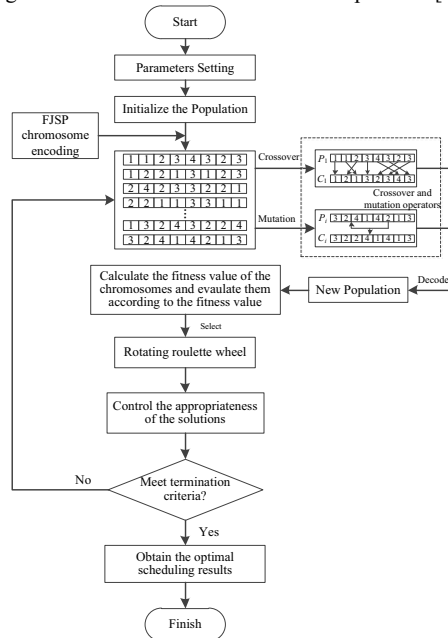 Start
Parameters Setting
Initialize the Population
FJSP
chromosome
encoding
1 1 2 3 4 3 2 3
1 2 2 1 3 3 2 1
2 4 2 3 3 2 2 1
2 2 1 1 3 3 2 1
1 3 2 4 3 2 2 4
3 2 4 1 4 2 1 3
Crossover
Mutation
P1 1 1 2 3 4 3 2 3
C1 1 2 1 3 2 3 4 3
Crossover and
mutation operators
Pi 3 2 4 1 4 2 1 3
Ci 3 2 2 4 1 4 1 3
Decode
New Population
Calculate the fitness value of the
chromosomes and evaulate them
according to the fitness value
Select
Rotating roulette wheel
Control the appropriateness
of the solutions
Meet termination
criteria?
No
Yes
Obtain the optimal
scheduling results
Finish